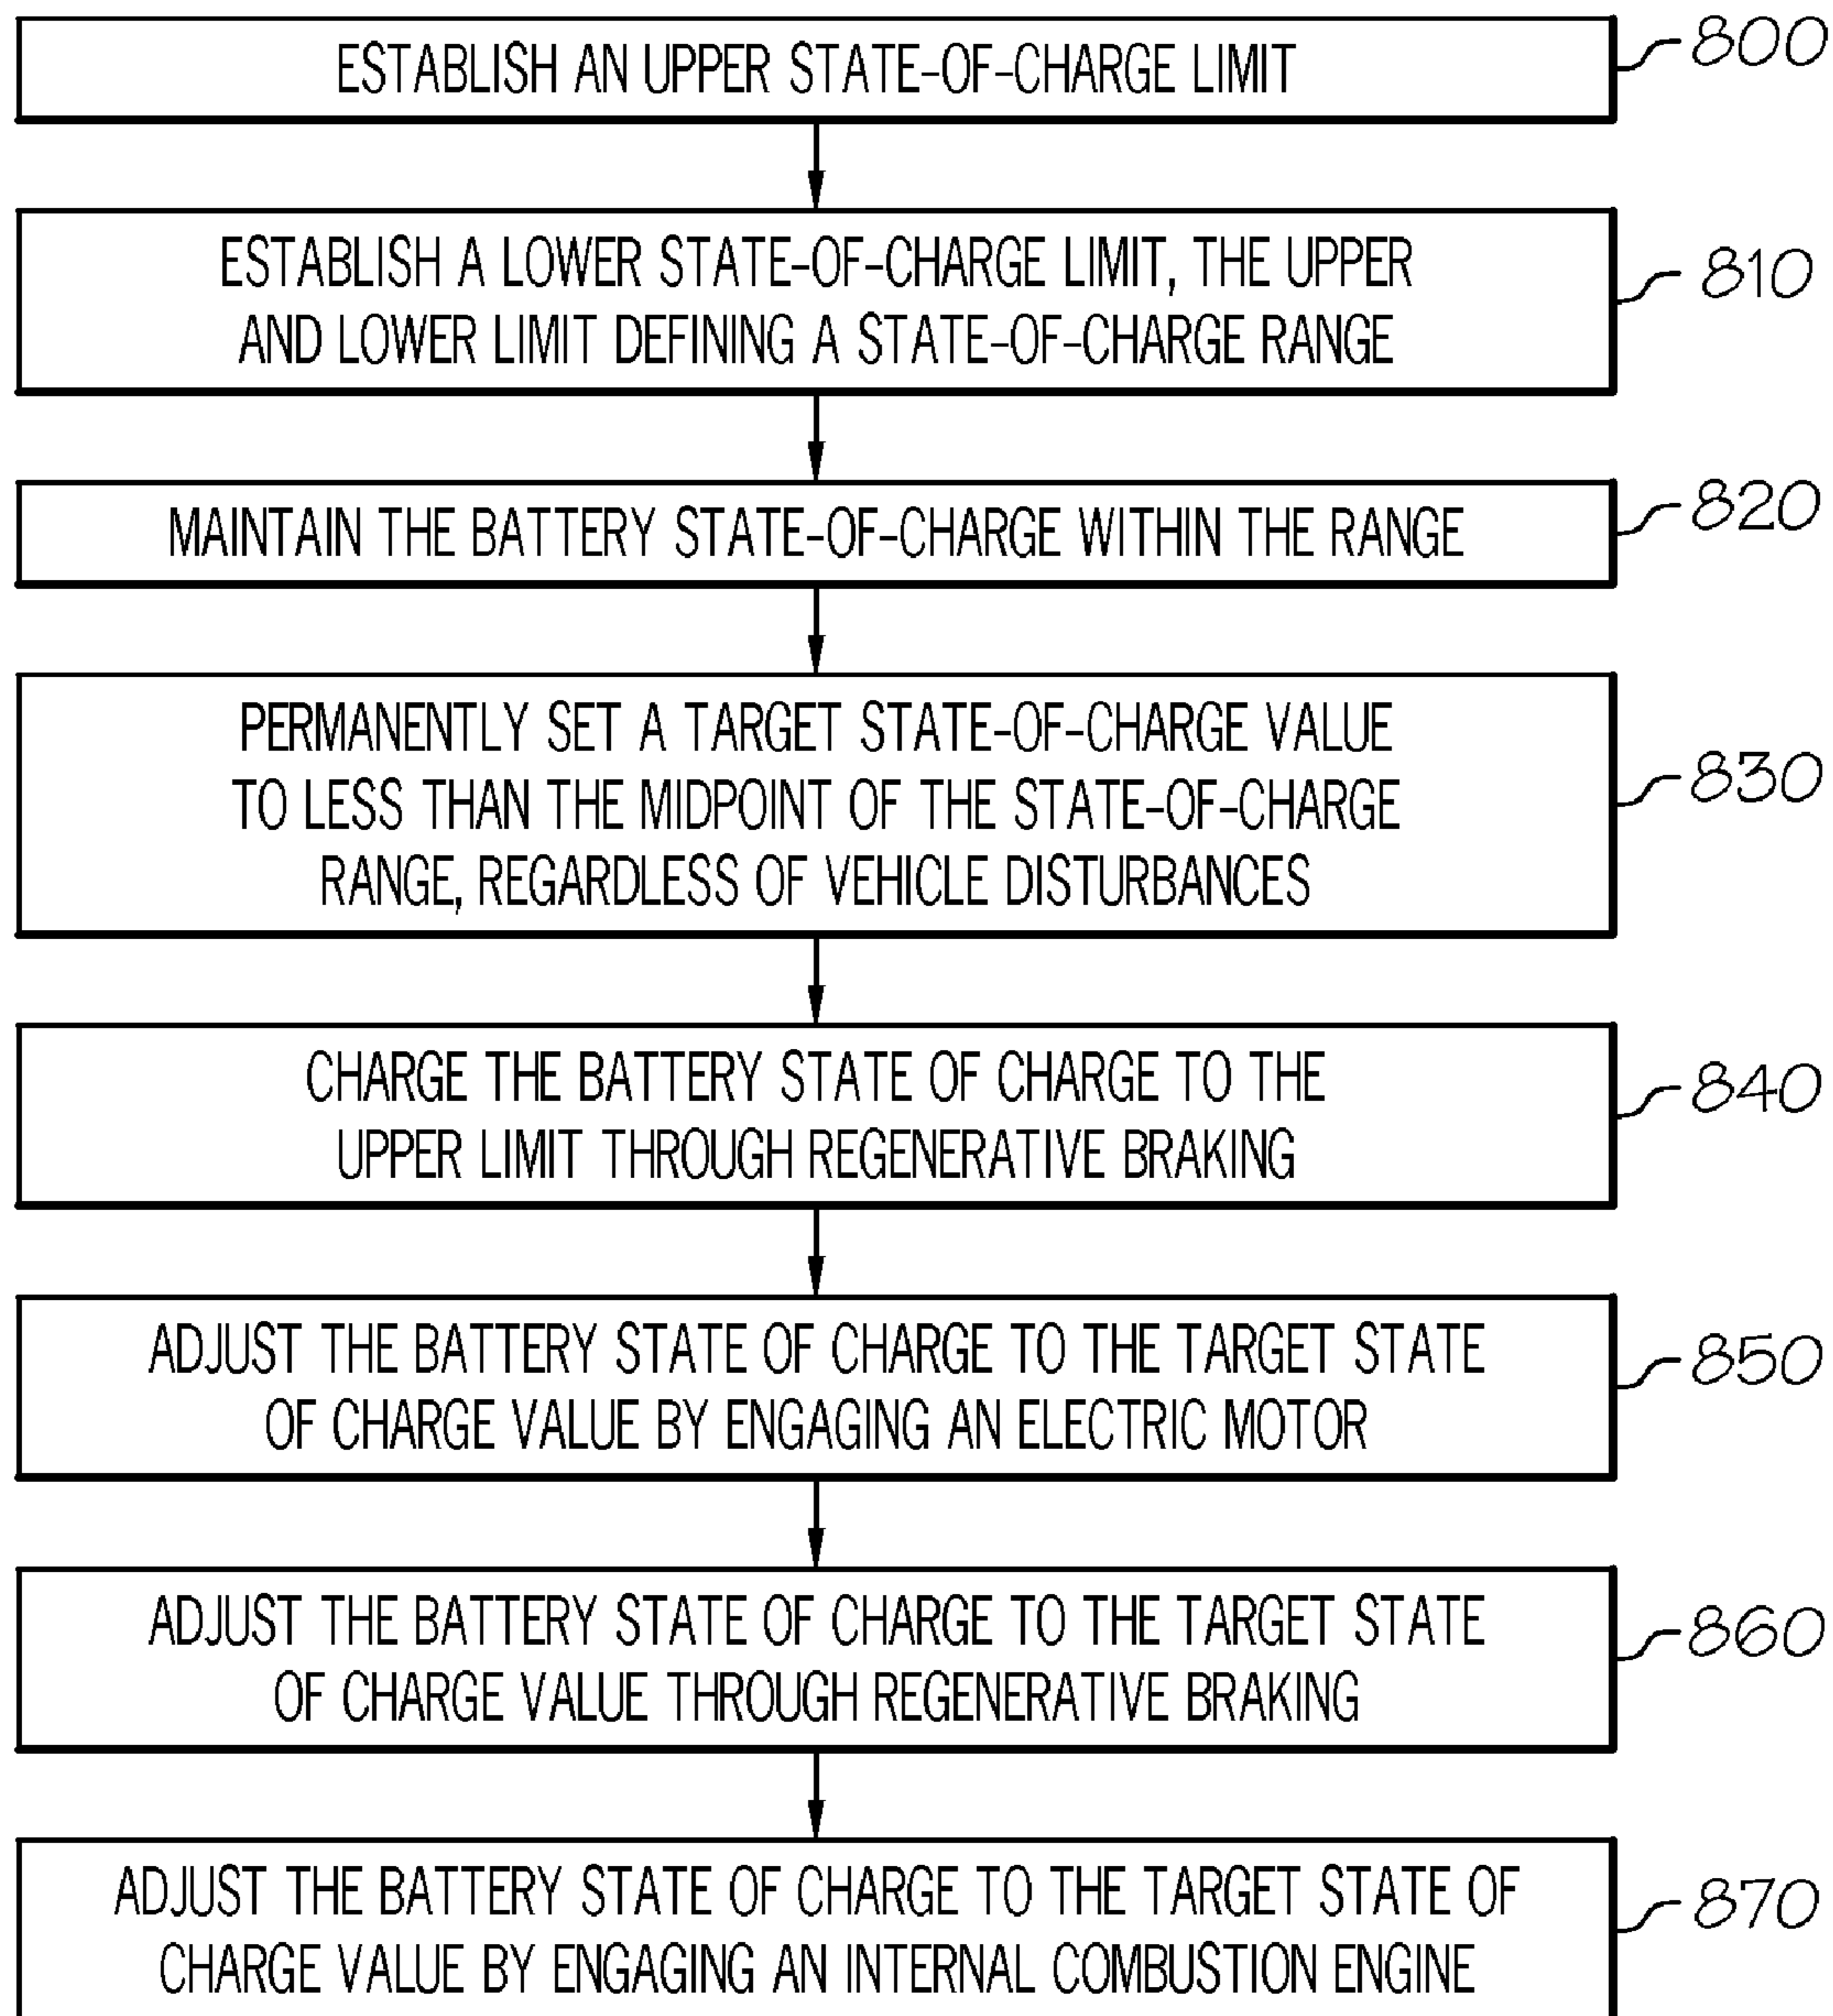 ESTABLISH AN UPPER STATE-OF-CHARGE LIMIT
800
ESTABLISH A LOWER STATE-OF-CHARGE LIMIT, THE UPPER
AND LOWER LIMIT DEFINING A STATE-OF-CHARGE RANGE
810
MAINTAIN THE BATTERY STATE-OF-CHARGE WITHIN THE RANGE
820
PERMANENTLY SET A TARGET STATE-OF-CHARGE VALUE
TO LESS THAN THE MIDPOINT OF THE STATE-OF-CHARGE
RANGE, REGARDLESS OF VEHICLE DISTURBANCES
830
CHARGE THE BATTERY STATE OF CHARGE TO THE
UPPER LIMIT THROUGH REGENERATIVE BRAKING
840
ADJUST THE BATTERY STATE OF CHARGE TO THE TARGET STATE
OF CHARGE VALUE BY ENGAGING AN ELECTRIC MOTOR
850
ADJUST THE BATTERY STATE OF CHARGE TO THE TARGET STATE
OF CHARGE VALUE THROUGH REGENERATIVE BRAKING
860
ADJUST THE BATTERY STATE OF CHARGE TO THE TARGET STATE OF
CHARGE VALUE BY ENGAGING AN INTERNAL COMBUSTION ENGINE
870